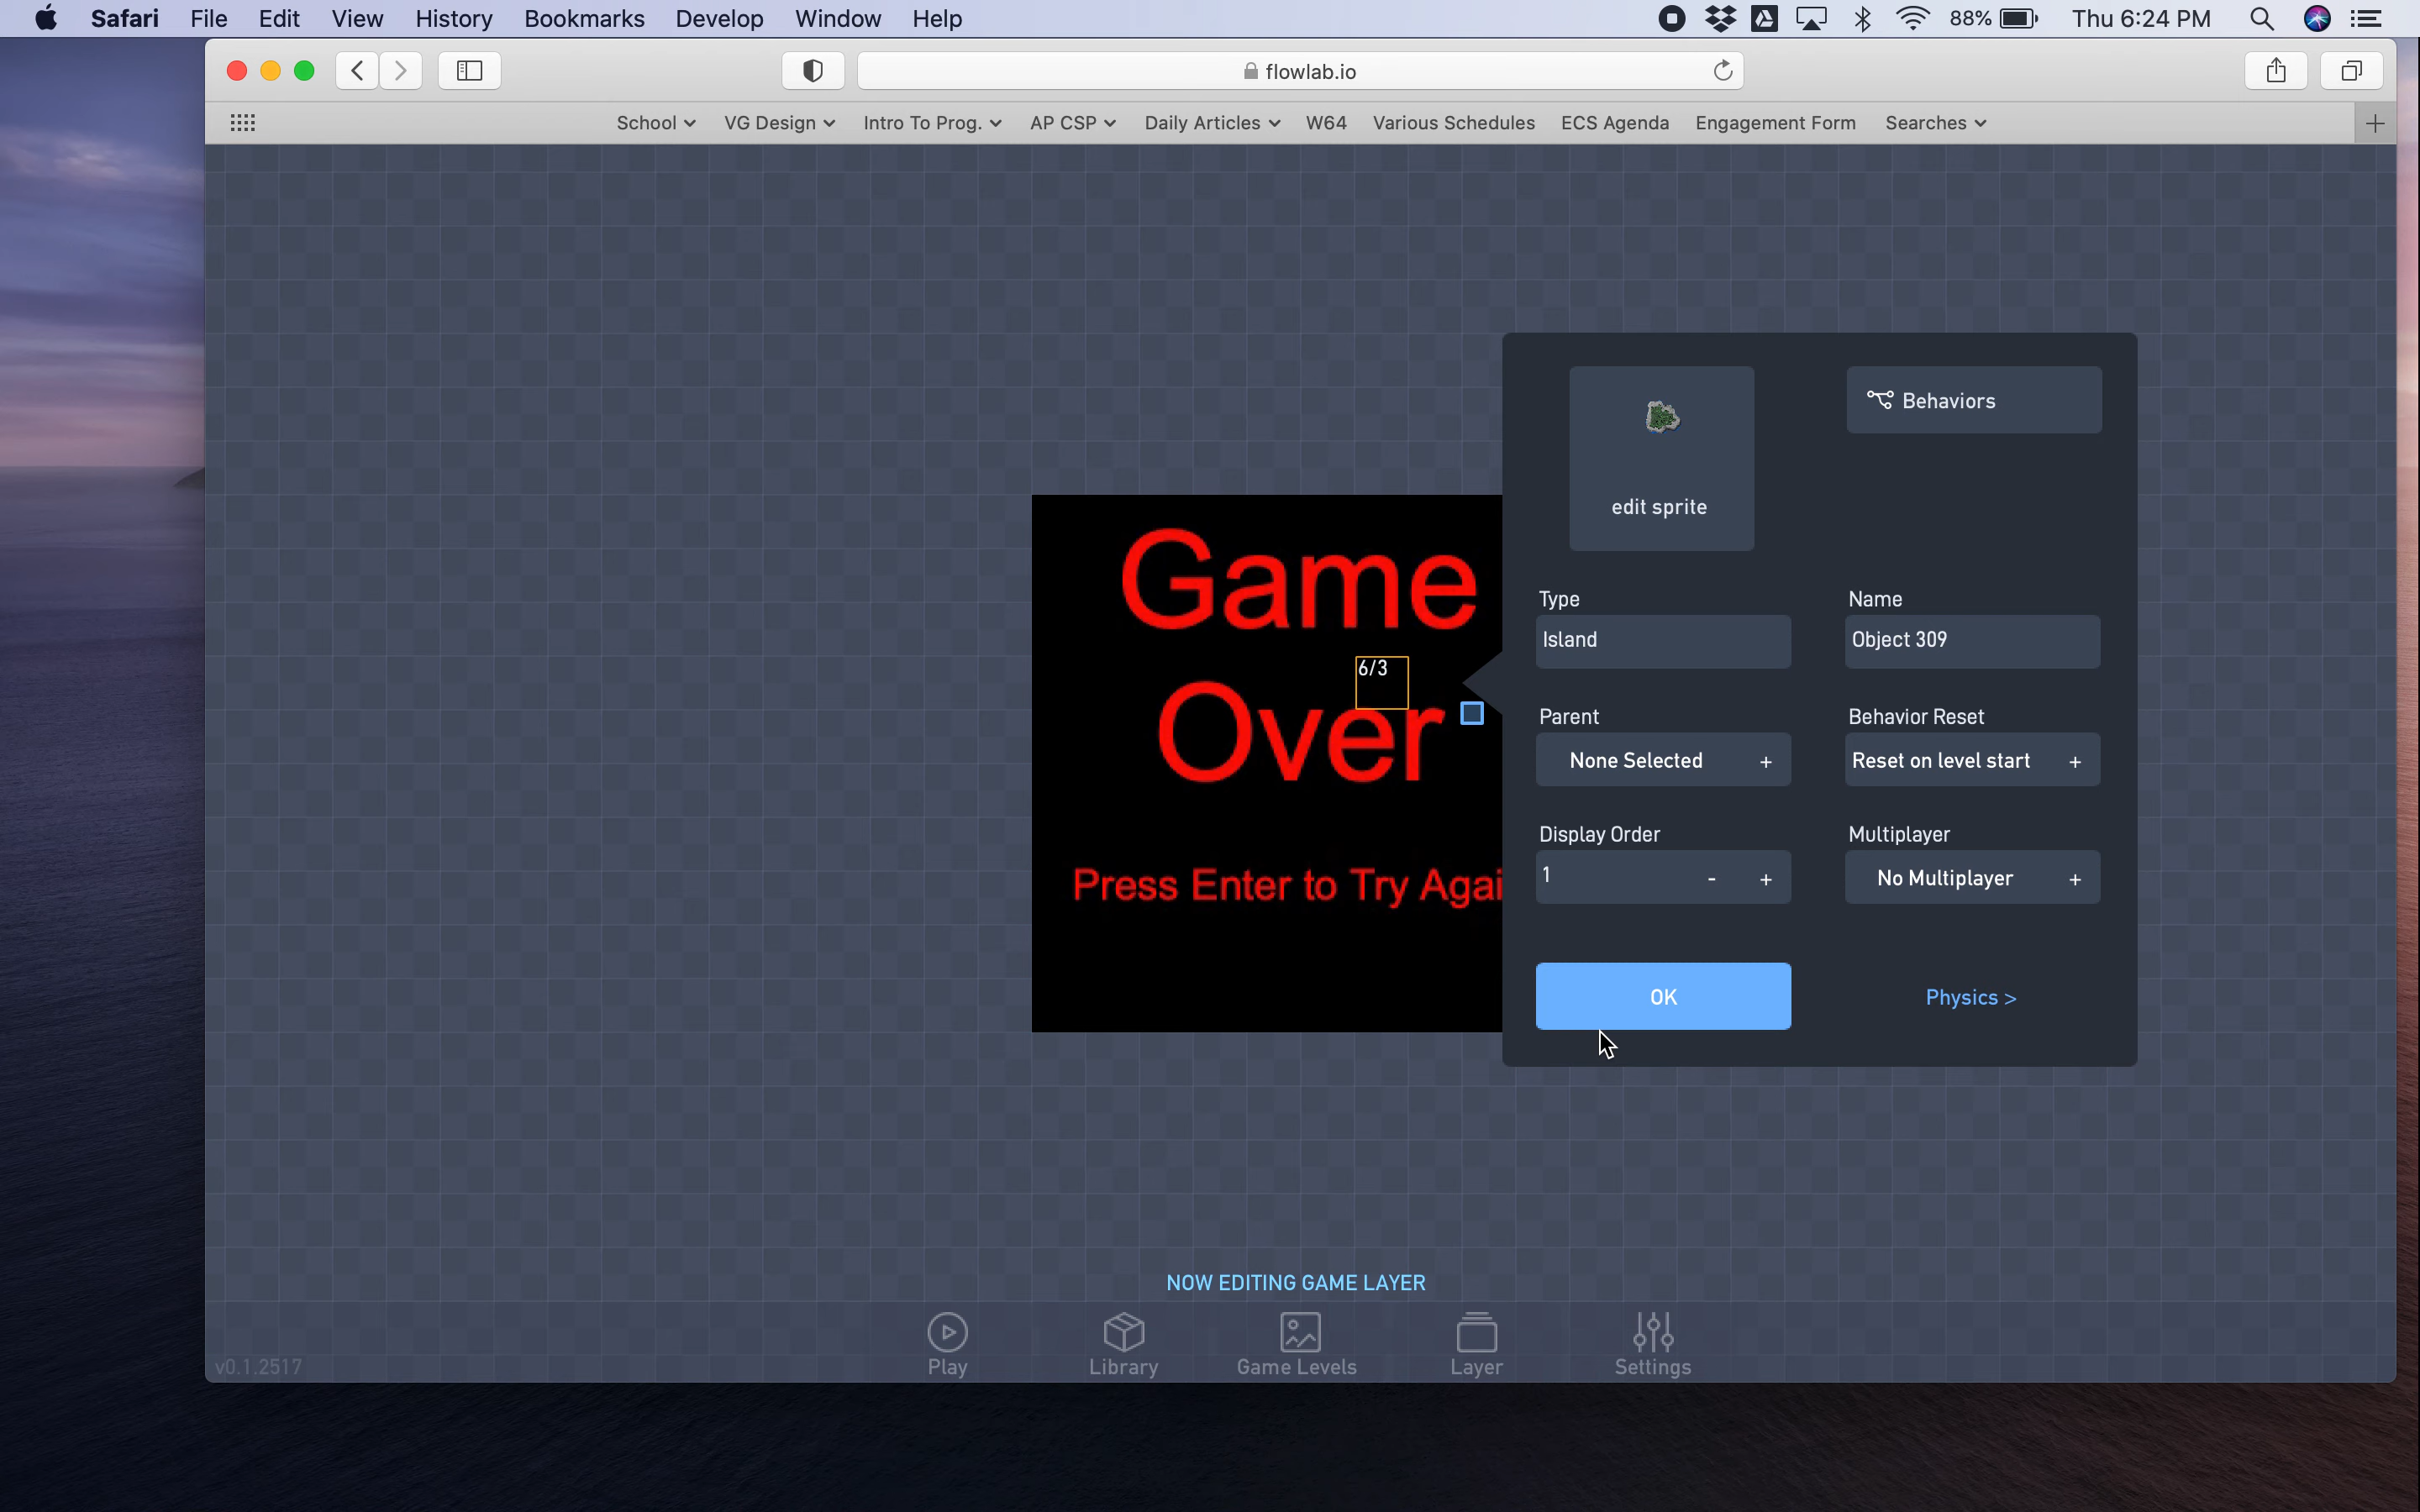 Safari File Edit View History Bookmarks Develop Window Help 88% Thu 6:24 PM
flowlab.io
School VG Design Intro To Prog. AP CSP Daily Articles W64 Various Schedules ECS Agenda Engagement Form Searches
Behaviors
edit sprite
Game
Over
Press Enter to Try Agai
6/3
Type Name
Island Object 309
Parent Behavior Reset
None Selected + Reset on level start +
Display Order Multiplayer
1 - + No Multiplayer +
OK Physics >
NOW EDITING GAME LAYER
Play Library Game Levels Layer Settings
v0.1.2517